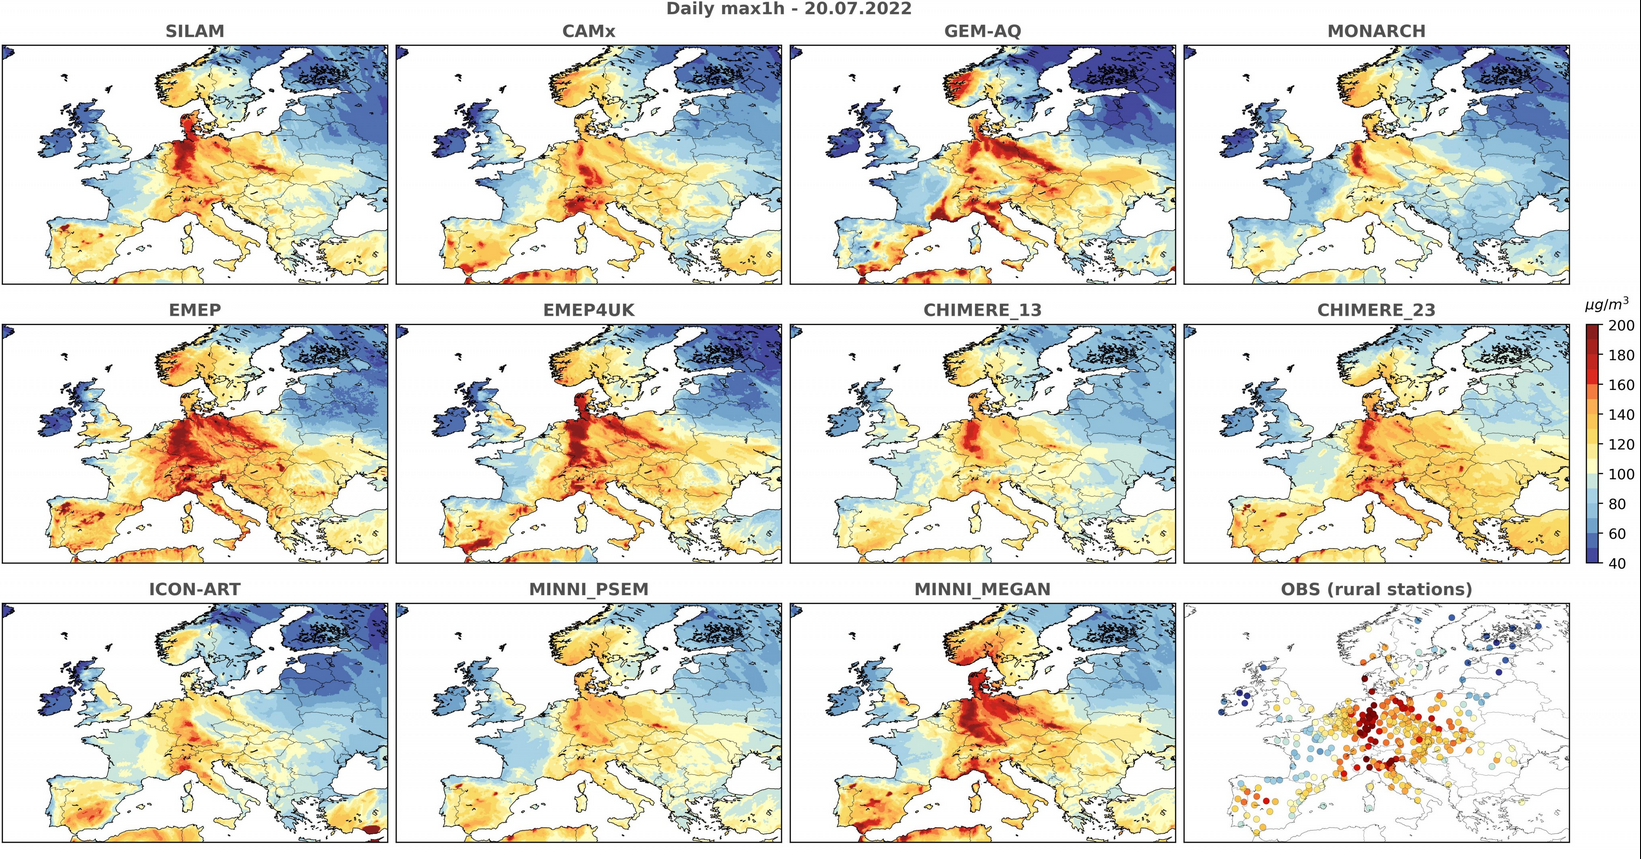 Daily max1h - 20.07.2022
SILAM
CAMx
GEM-AQ
MONARCH
EMEP
EMEP4UK
CHIMERE_13
CHIMERE_23
µg/m³
200
180
160
140
120
100
80
60
40
ICON-ART
MINNI_PSEM
MINNI_MEGAN
OBS (rural stations)